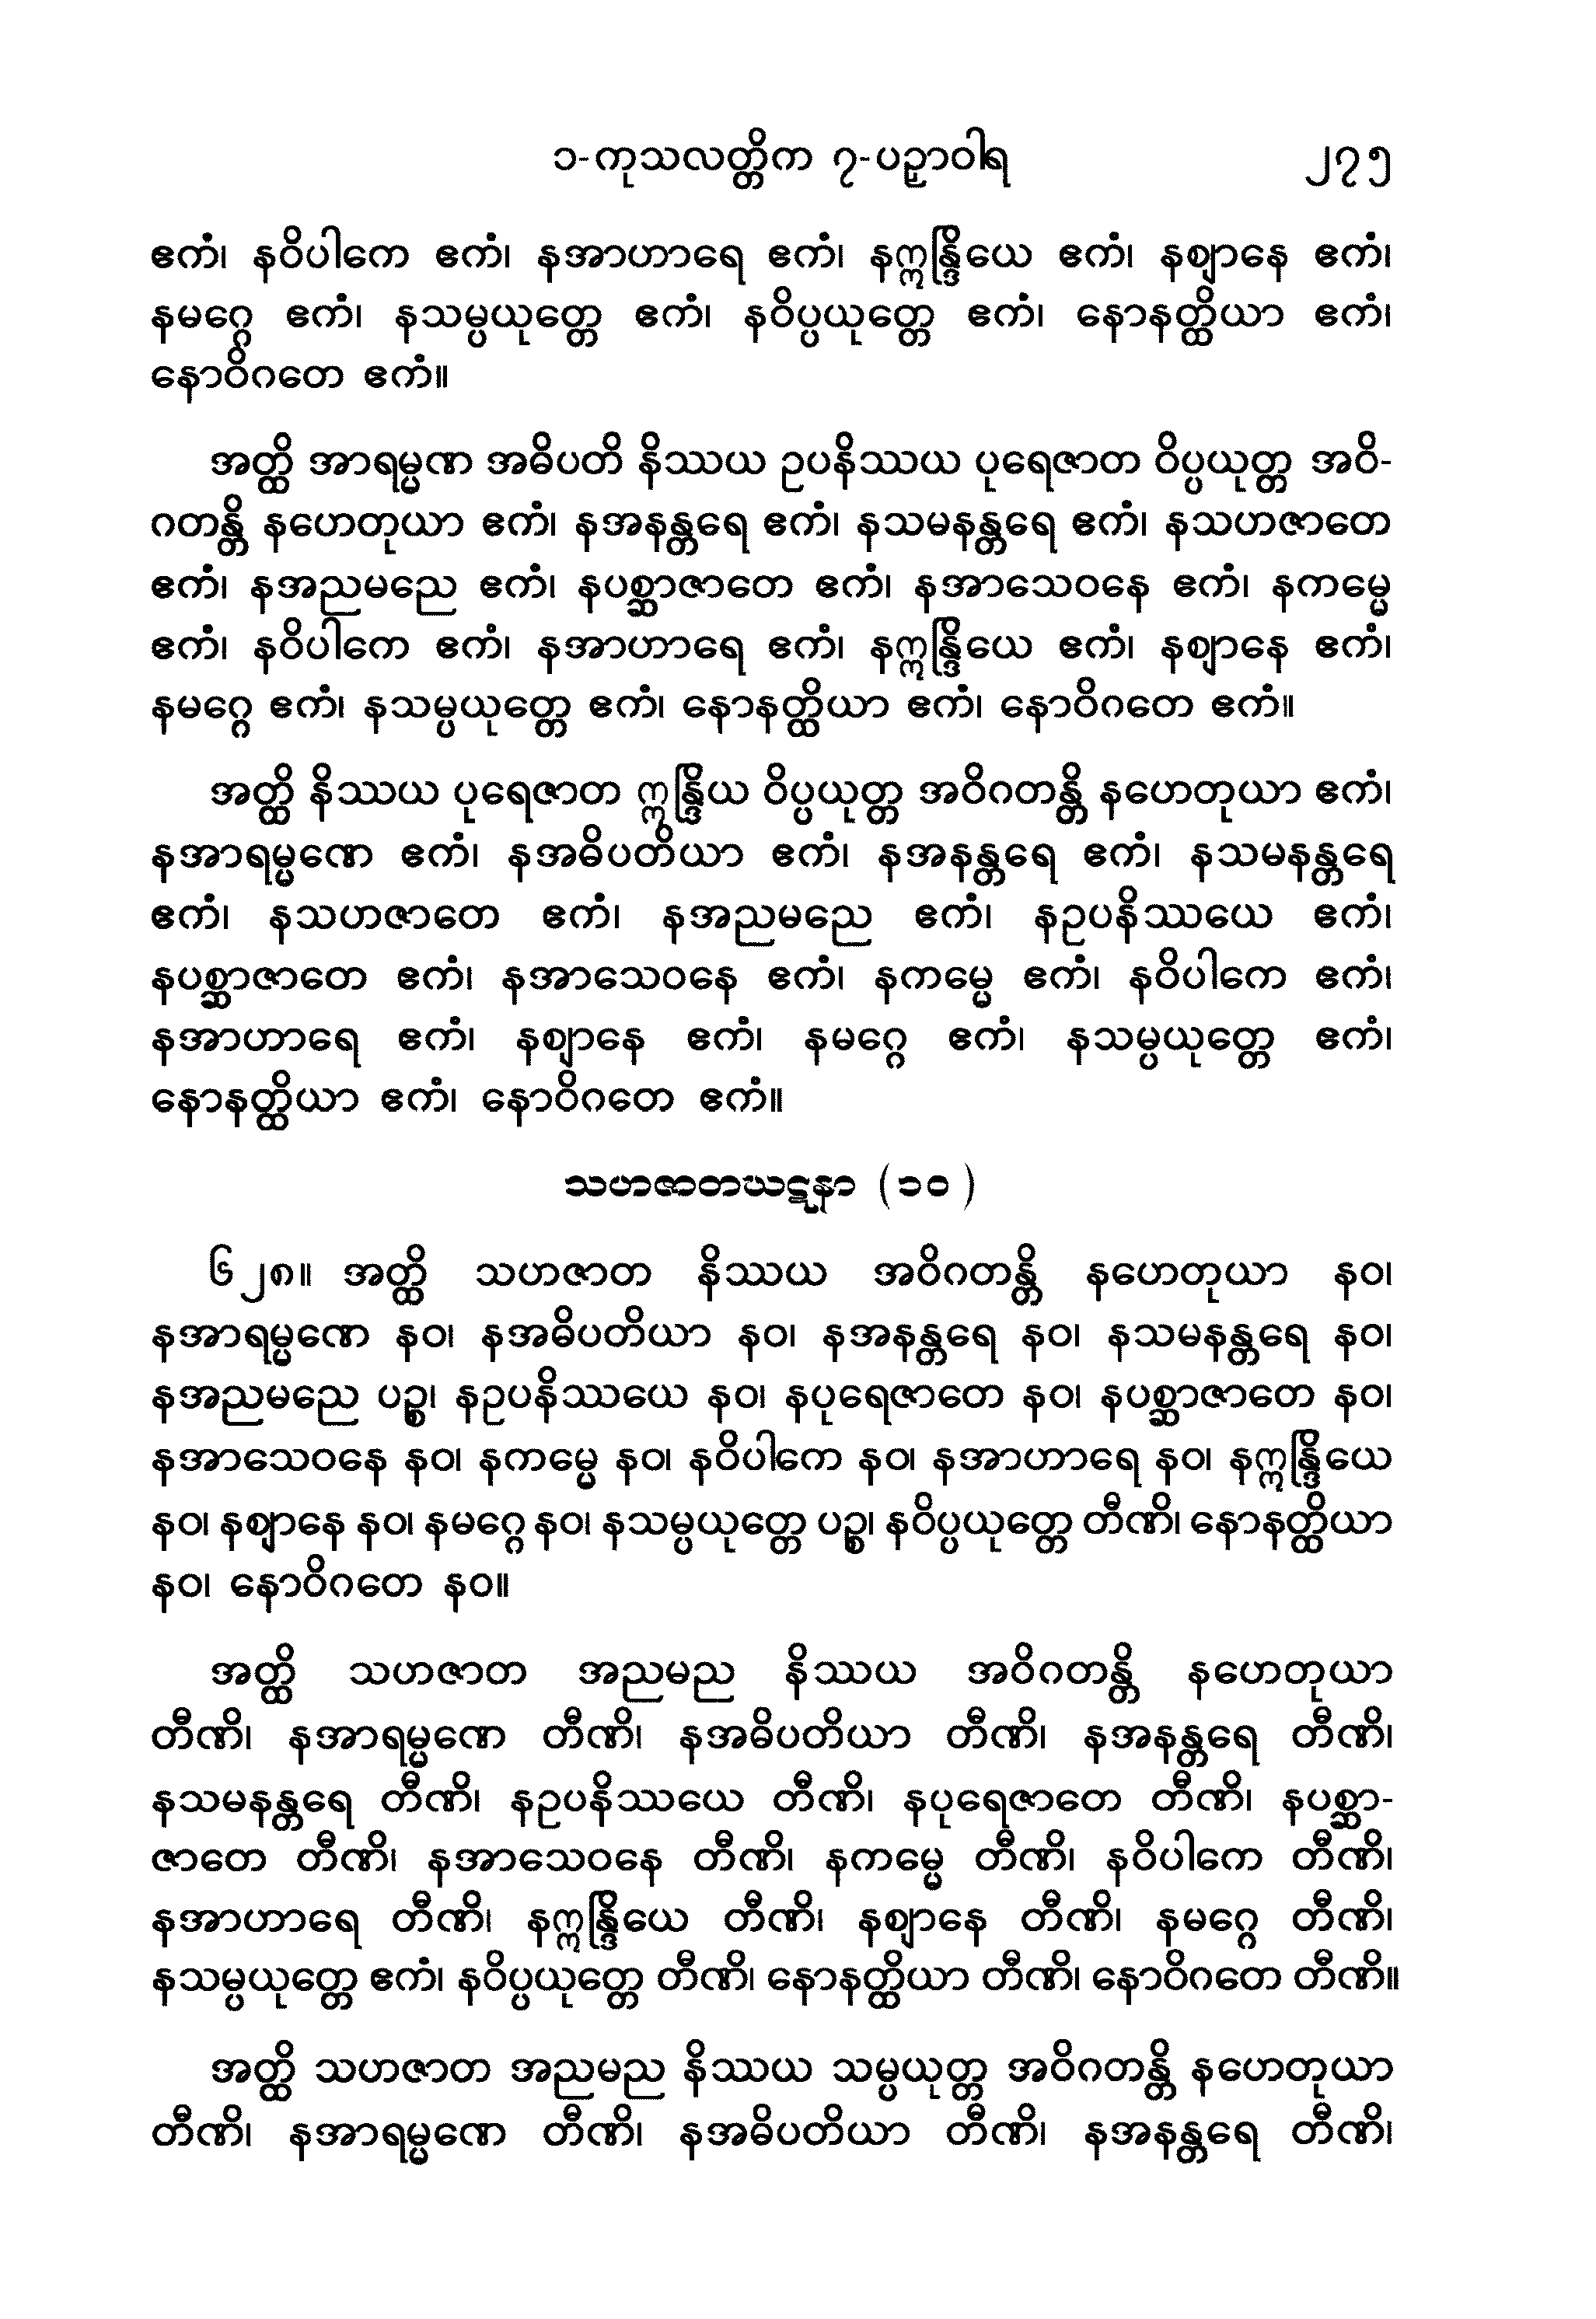 ၁-ကုသလတ္တိက ၇-ပဉှာဝါရ ၂၇၅
ဧကံ၊ နဝိပါကေ ဧကံ၊ နအာဟာရေ ဧကံ၊ နဣန္ဒြိယေ ဧကံ၊ နဈာနေ ဧကံ၊
နမဂ္ဂေ ဧကံ၊ နသမ္ပယုတ္တေ ဧကံ၊ နဝိပ္ပယုတ္တေ ဧကံ၊ နောနတ္ထိယာ ဧကံ၊
နောဝိဂတေ ဧကံ။
အတ္ထိ အာရမ္မဏ အဓိပတိ နိဿယ ဥပနိဿယ ပုရေဇာတ ဝိပ္ပယုတ္တ အဝိ-
ဂတန္တိ နဟေတုယာ ဧကံ၊ နအနန္တရေ ဧကံ၊ နသမနန္တရေ ဧကံ၊ နသဟဇာတေ
ဧကံ၊ နအညမညေ ဧကံ၊ နပစ္ဆာဇာတေ ဧကံ၊ နအာသေဝနေ ဧကံ၊ နကမ္မေ
ဧကံ၊ နဝိပါကေ ဧကံ၊ နအာဟာရေ ဧကံ၊ နဣန္ဒြိယေ ဧကံ၊ နဈာနေ ဧကံ၊
နမဂ္ဂေ ဧကံ၊ နသမ္ပယုတ္တေ ဧကံ၊ နောနတ္ထိယာ ဧကံ၊ နောဝိဂတေ ဧကံ။
အတ္ထိ နိဿယ ပုရေဇာတ ဣန္ဒြိယ ဝိပ္ပယုတ္တ အဝိဂတန္တိ နဟေတုယာ ဧကံ၊
နအာရမ္မဏေ ဧကံ၊ နအဓိပတိယာ ဧကံ၊ နအနန္တရေ ဧကံ၊ နသမနန္တရေ
ဧကံ၊ နသဟဇာတေ ဧကံ၊ နအညမညေ ဧကံ၊ နဥပနိဿယေ ဧကံ၊
နပစ္ဆာဇာတေ ဧကံ၊ နအာသေဝနေ ဧကံ၊ နကမ္မေ ဧကံ၊ နဝိပါကေ ဧကံ၊
နအာဟာရေ ဧကံ၊ နဈာနေ ဧကံ၊ နမဂ္ဂေ ဧကံ၊ နသမ္ပယုတ္တေ ဧကံ၊
နောနတ္ထိယာ ဧကံ၊ နောဝိဂတေ ဧကံ။
သဟဇာတဃဋနာ (၁၀)
၆၂၈။ အတ္ထိ သဟဇာတ နိဿယ အဝိဂတန္တိ နဟေတုယာ နဝ၊
နအာရမ္မဏေ နဝ၊ နအဓိပတိယာ နဝ၊ နအနန္တရေ နဝ၊ နသမနန္တရေ နဝ၊
နအညမညေ ပဉ္စ၊ နဥပနိဿယေ နဝ၊ နပုရေဇာတေ နဝ၊ နပစ္ဆာဇာတေ နဝ၊
နအာသေဝနေ နဝ၊ နကမ္မေ နဝ၊ နဝိပါကေ နဝ၊ နအာဟာရေ နဝ၊ နဣန္ဒြိယေ
နဝ၊ နဈာနေ နဝ၊ နမဂ္ဂေ နဝ၊ နသမ္ပယုတ္တေ ပဉ္စ၊ နဝိပ္ပယုတ္တေ တီဏိ၊ နောနတ္ထိယာ
နဝ၊ နောဝိဂတေ နဝ။
အတ္ထိ သဟဇာတ အညမည နိဿယ အဝိဂတန္တိ နဟေတုယာ
တီဏိ၊ နအာရမ္မဏေ တီဏိ၊ နအဓိပတိယာ တီဏိ၊ နအနန္တရေ တီဏိ၊
နသမနန္တရေ တီဏိ၊ နဥပနိဿယေ တီဏိ၊ နပုရေဇာတေ တီဏိ၊ နပစ္ဆာ-
ဇာတေ တီဏိ၊ နအာသေဝနေ တီဏိ၊ နကမ္မေ တီဏိ၊ နဝိပါကေ တီဏိ၊
နအာဟာရေ တီဏိ၊ နဣန္ဒြိယေ တီဏိ၊ နဈာနေ တီဏိ၊ နမဂ္ဂေ တီဏိ၊
နသမ္ပယုတ္တေ ဧကံ၊ နဝိပ္ပယုတ္တေ တီဏိ၊ နောနတ္ထိယာ တီဏိ၊ နောဝိဂတေ တီဏိ။
အတ္ထိ သဟဇာတ အညမည နိဿယ သမ္ပယုတ္တ အဝိဂတန္တိ နဟေတုယာ
တီဏိ၊ နအာရမ္မဏေ တီဏိ၊ နအဓိပတိယာ တီဏိ၊ နအနန္တရေ တီဏိ၊